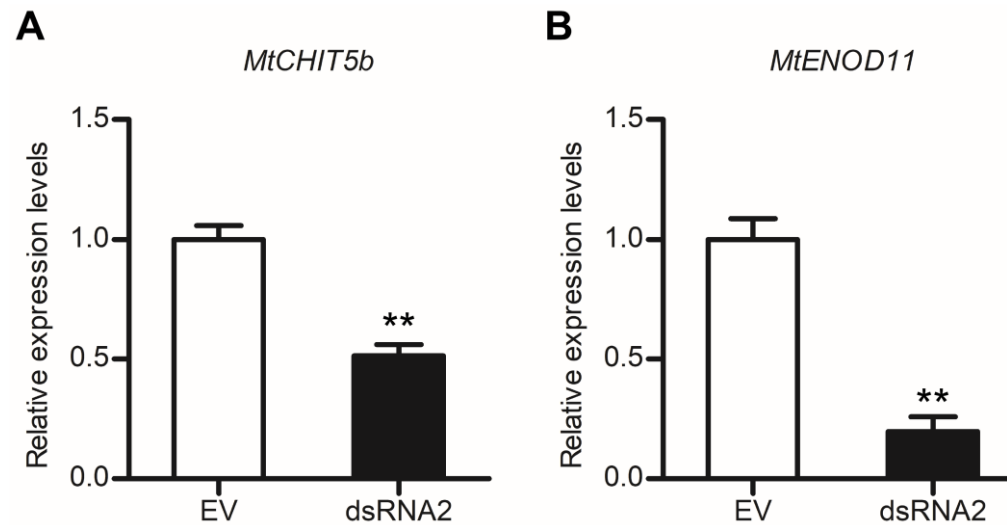 A
MtCHIT5b
Relative expression levels
1.5
1.0
0.5
0.0
**
EV
dsRNA2
B
MtENOD11
Relative expression levels
1.5
1.0
0.5
0.0
**
EV
dsRNA2